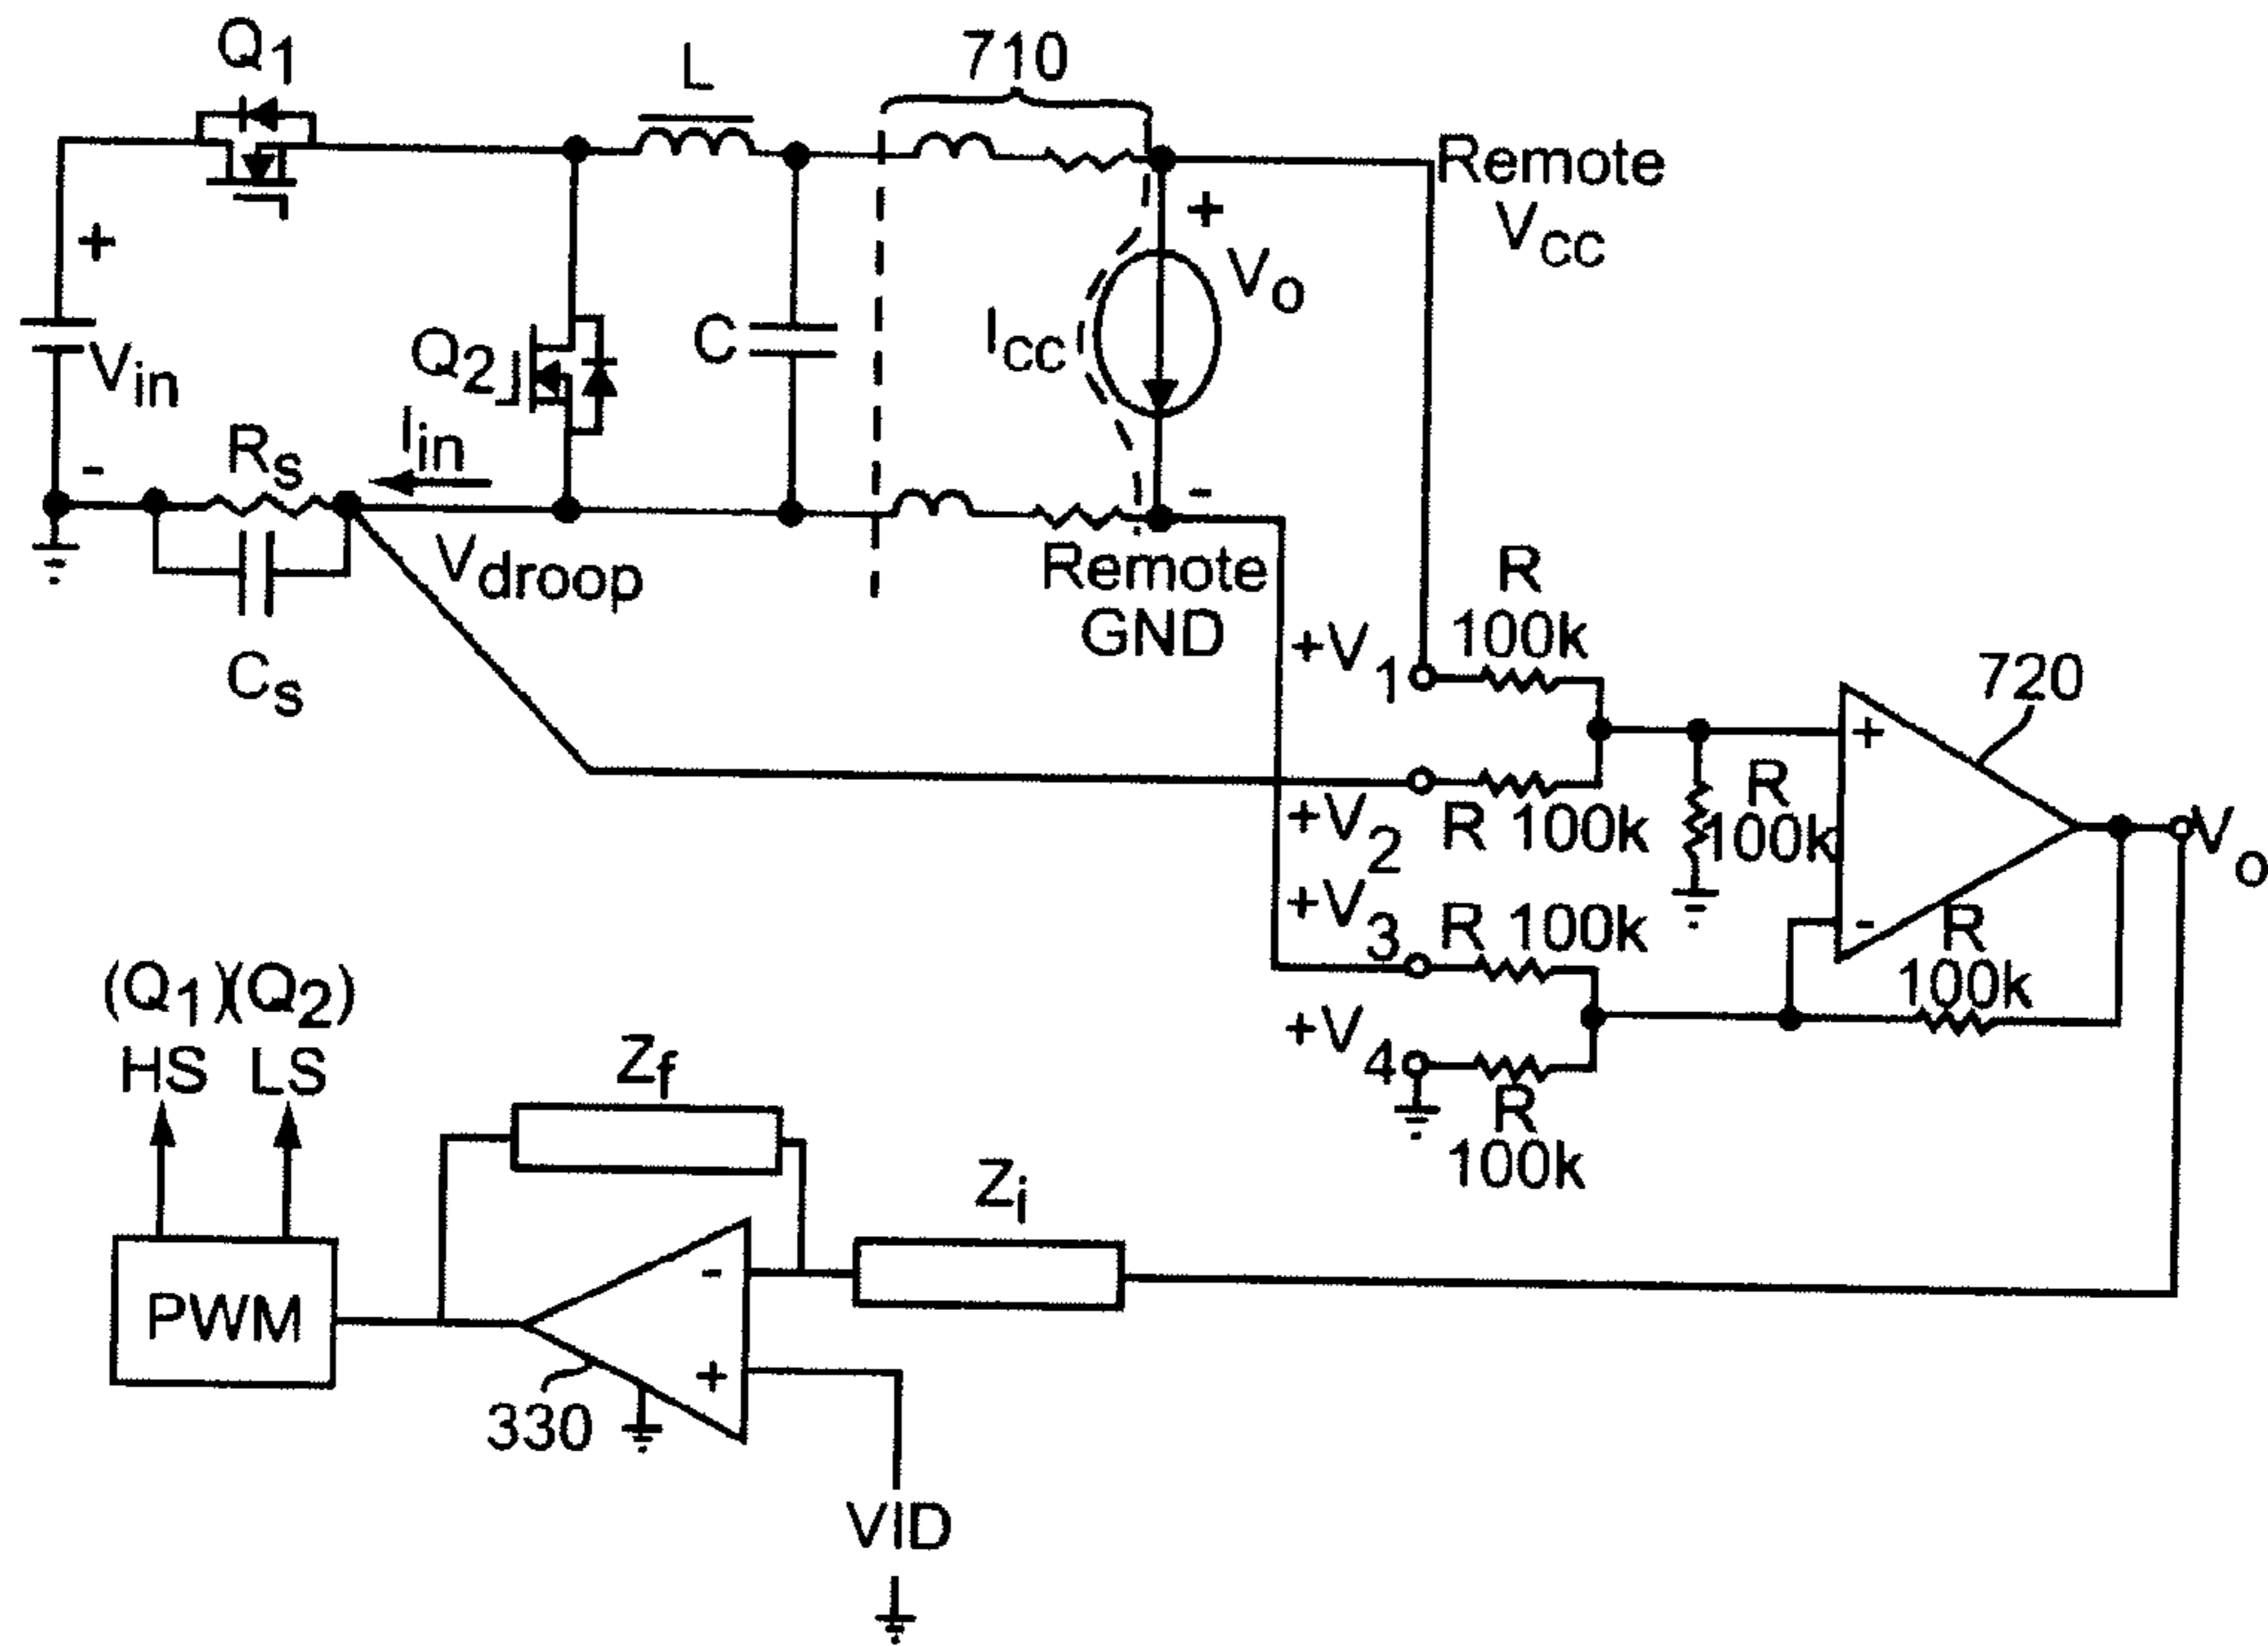 Q1
L
710
Remote
VCC
+
+
Vo
ICC
C
Q2
Vin
Iin
RS
-
-
Vdroop
Remote
GND
CS
R
100k
+V1
720
+
R
100k
+V2
R 100k
Vo
+V3
R 100k
-
R
100k
(Q1)(Q2)
HS LS
+V4
R
100k
Zf
Zi
-
PWM
+
330
VID